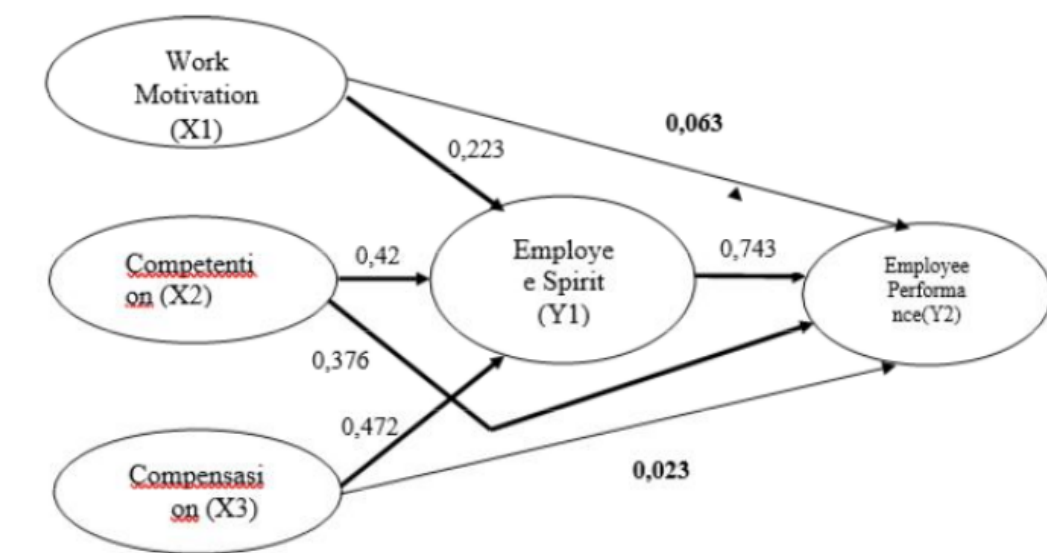 Work
Motivation
(X1)
0,063
0,223
Competenti
on (X2)
0,42
Employe
e Spirit
(Y1)
0,743
Employee
Performa
nce(Y2)
0,376
0,472
Compensasi
on (X3)
0,023